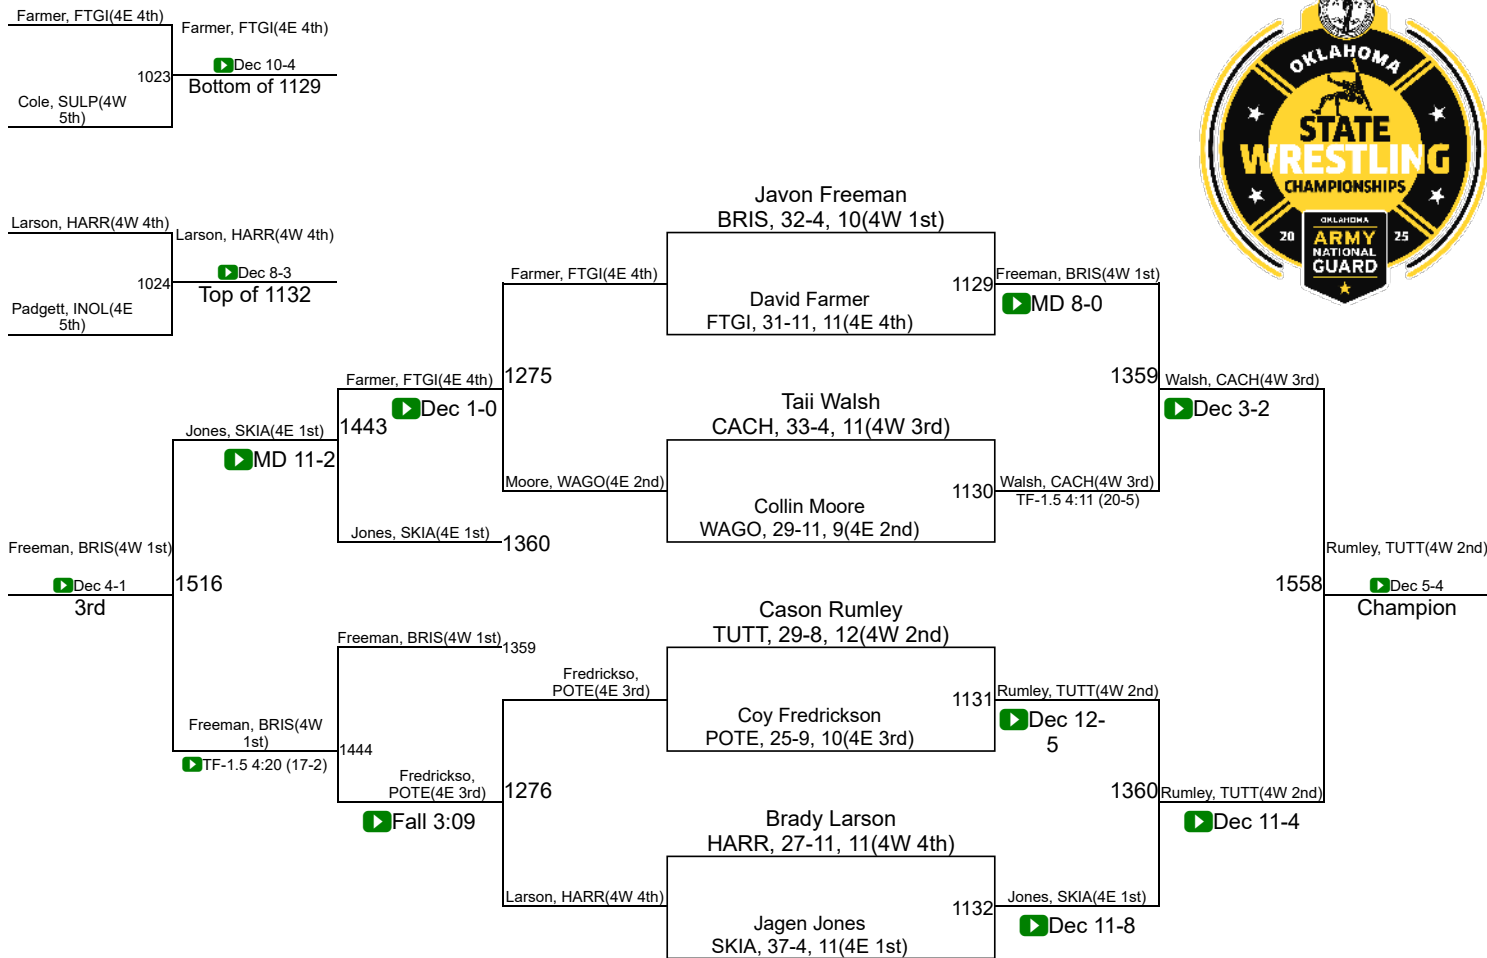 Farmer, FTGI(4E 4th)
Farmer, FTGI(4E 4th)
Dec 10-4
1023
Bottom of 1129
Cole, SULP(4W
5th)
OKLAHOMA
STATE
WRESTLING
CHAMPIONSHIPS
OKLAHOMA
20
ARMY
25
NATIONAL
GUARD
Larson, HARR(4W 4th)
Larson, HARR(4W 4th)
Dec 8-3
1024
Top of 1132
Padgett, INOL(4E
5th)
Javon Freeman
BRIS, 32-4, 10(4W 1st)
Farmer, FTGI(4E 4th)
1129
Freeman, BRIS(4W 1st)
David Farmer
MD 8-0
FTGI, 31-11, 11(4E 4th)
Farmer, FTGI(4E 4th)
1275
1359
Walsh, CACH(4W 3rd)
Dec 1-0
Taii Walsh
Dec 3-2
CACH, 33-4, 11(4W 3rd)
Jones, SKIA(4E 1st)
1443
MD 11-2
Moore, WAGO(4E 2nd)
1130
Walsh, CACH(4W 3rd)
TF-1.5 4:11 (20-5)
Collin Moore
WAGO, 29-11, 9(4E 2nd)
Jones, SKIA(4E 1st)
1360
Freeman, BRIS(4W 1st)
Rumley, TUTT(4W 2nd)
Dec 4-1
1516
1558
Dec 5-4
3rd
Champion
Cason Rumley
TUTT, 29-8, 12(4W 2nd)
Freeman, BRIS(4W 1st)
1359
Fredrickso,
POTE(4E 3rd)
1131
Rumley, TUTT(4W 2nd)
Coy Fredrickson
Dec 12-
5
POTE, 25-9, 10(4E 3rd)
Freeman, BRIS(4W
1st)
1444
TF-1.5 4:20 (17-2)
Fredrickso,
POTE(4E 3rd)
1276
1360
Rumley, TUTT(4W 2nd)
Fall 3:09
Brady Larson
Dec 11-4
HARR, 27-11, 11(4W 4th)
Larson, HARR(4W 4th)
1132
Jones, SKIA(4E 1st)
Jagen Jones
Dec 11-8
SKIA, 37-4, 11(4E 1st)